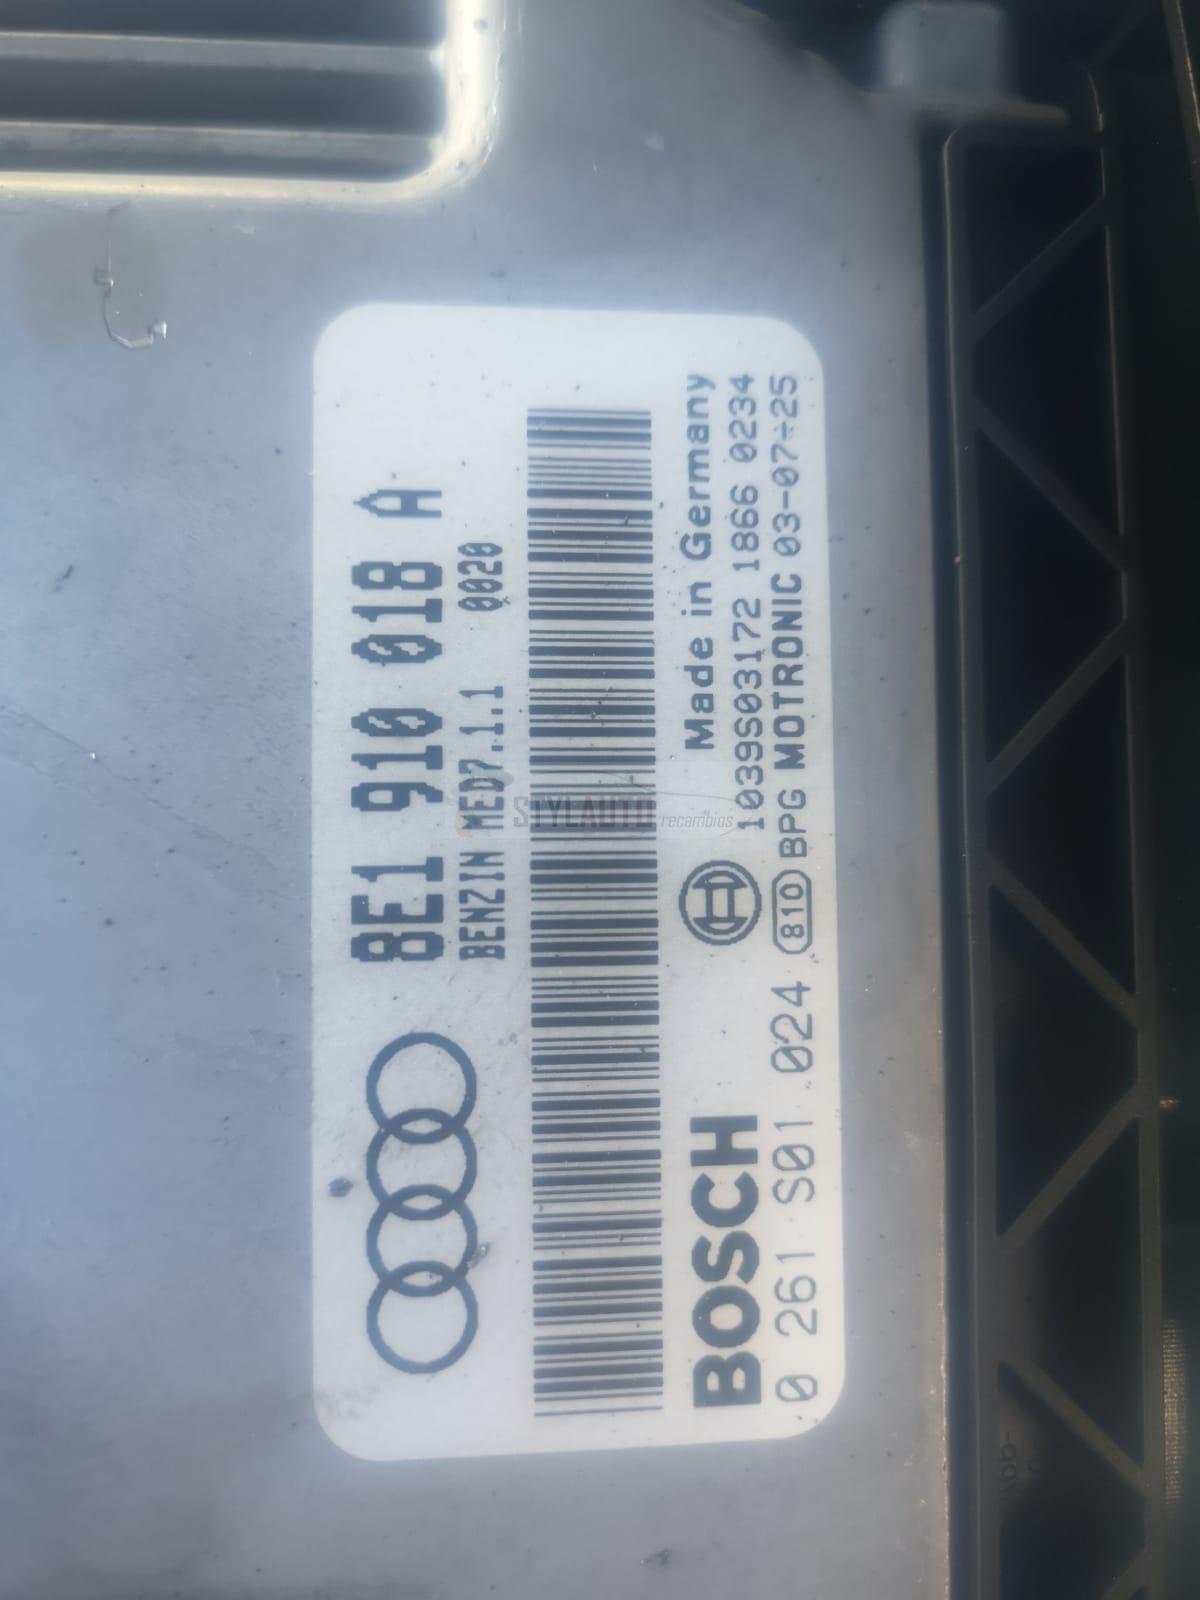 8E1 910 018 A
BENZIN MED7.1.1 0020
STYLAUTO recambios
BOSCH
Made in Germany
1039S03172 1866 0234
0 261 S01 024 810 BPG MOTRONIC 03-07-25